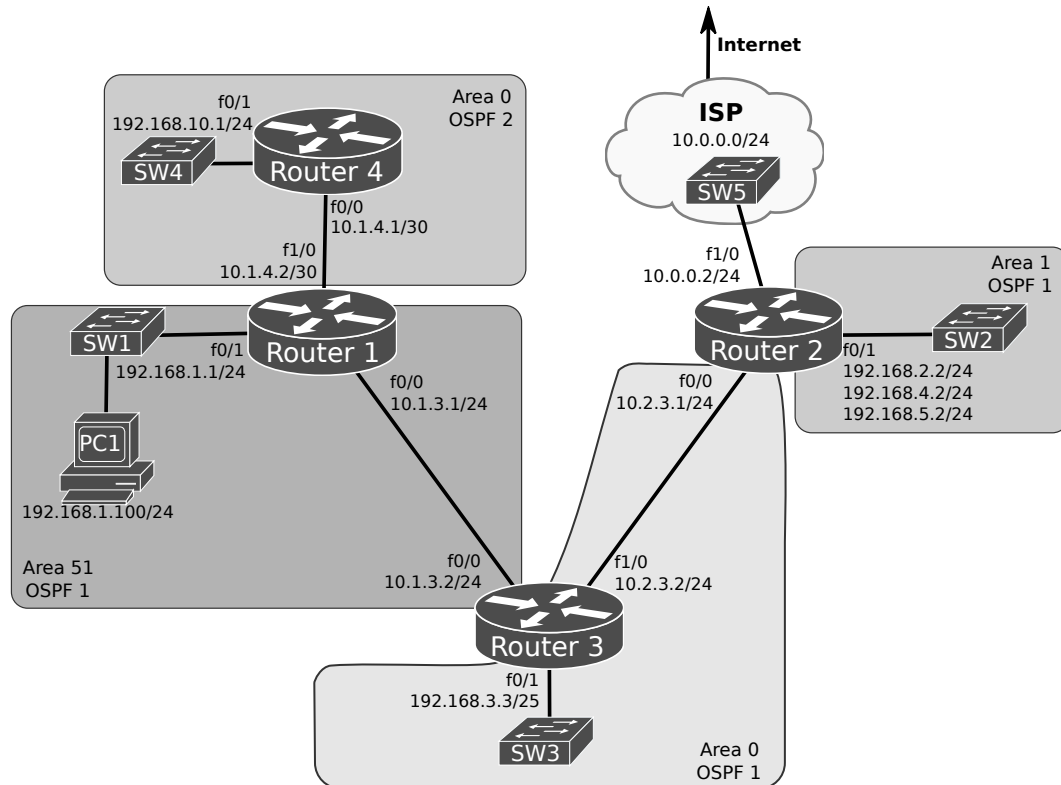 Internet
Area 0
OSPF 2
f0/1
192.168.10.1/24
SW4
Router 4
f0/0
10.1.4.1/30
f1/0
10.1.4.2/30
ISP
10.0.0.0/24
SW5
f1/0
10.0.0.2/24
Area 1
OSPF 1
SW1
f0/1
192.168.1.1/24
Router 1
f0/0
10.1.3.1/24
PC1
192.168.1.100/24
Area 51
OSPF 1
f0/0
10.1.3.2/24
Router 2
f0/1
192.168.2.2/24
192.168.4.2/24
192.168.5.2/24
SW2
f0/0
10.2.3.1/24
f1/0
10.2.3.2/24
Router 3
f0/1
192.168.3.3/25
SW3
Area 0
OSPF 1